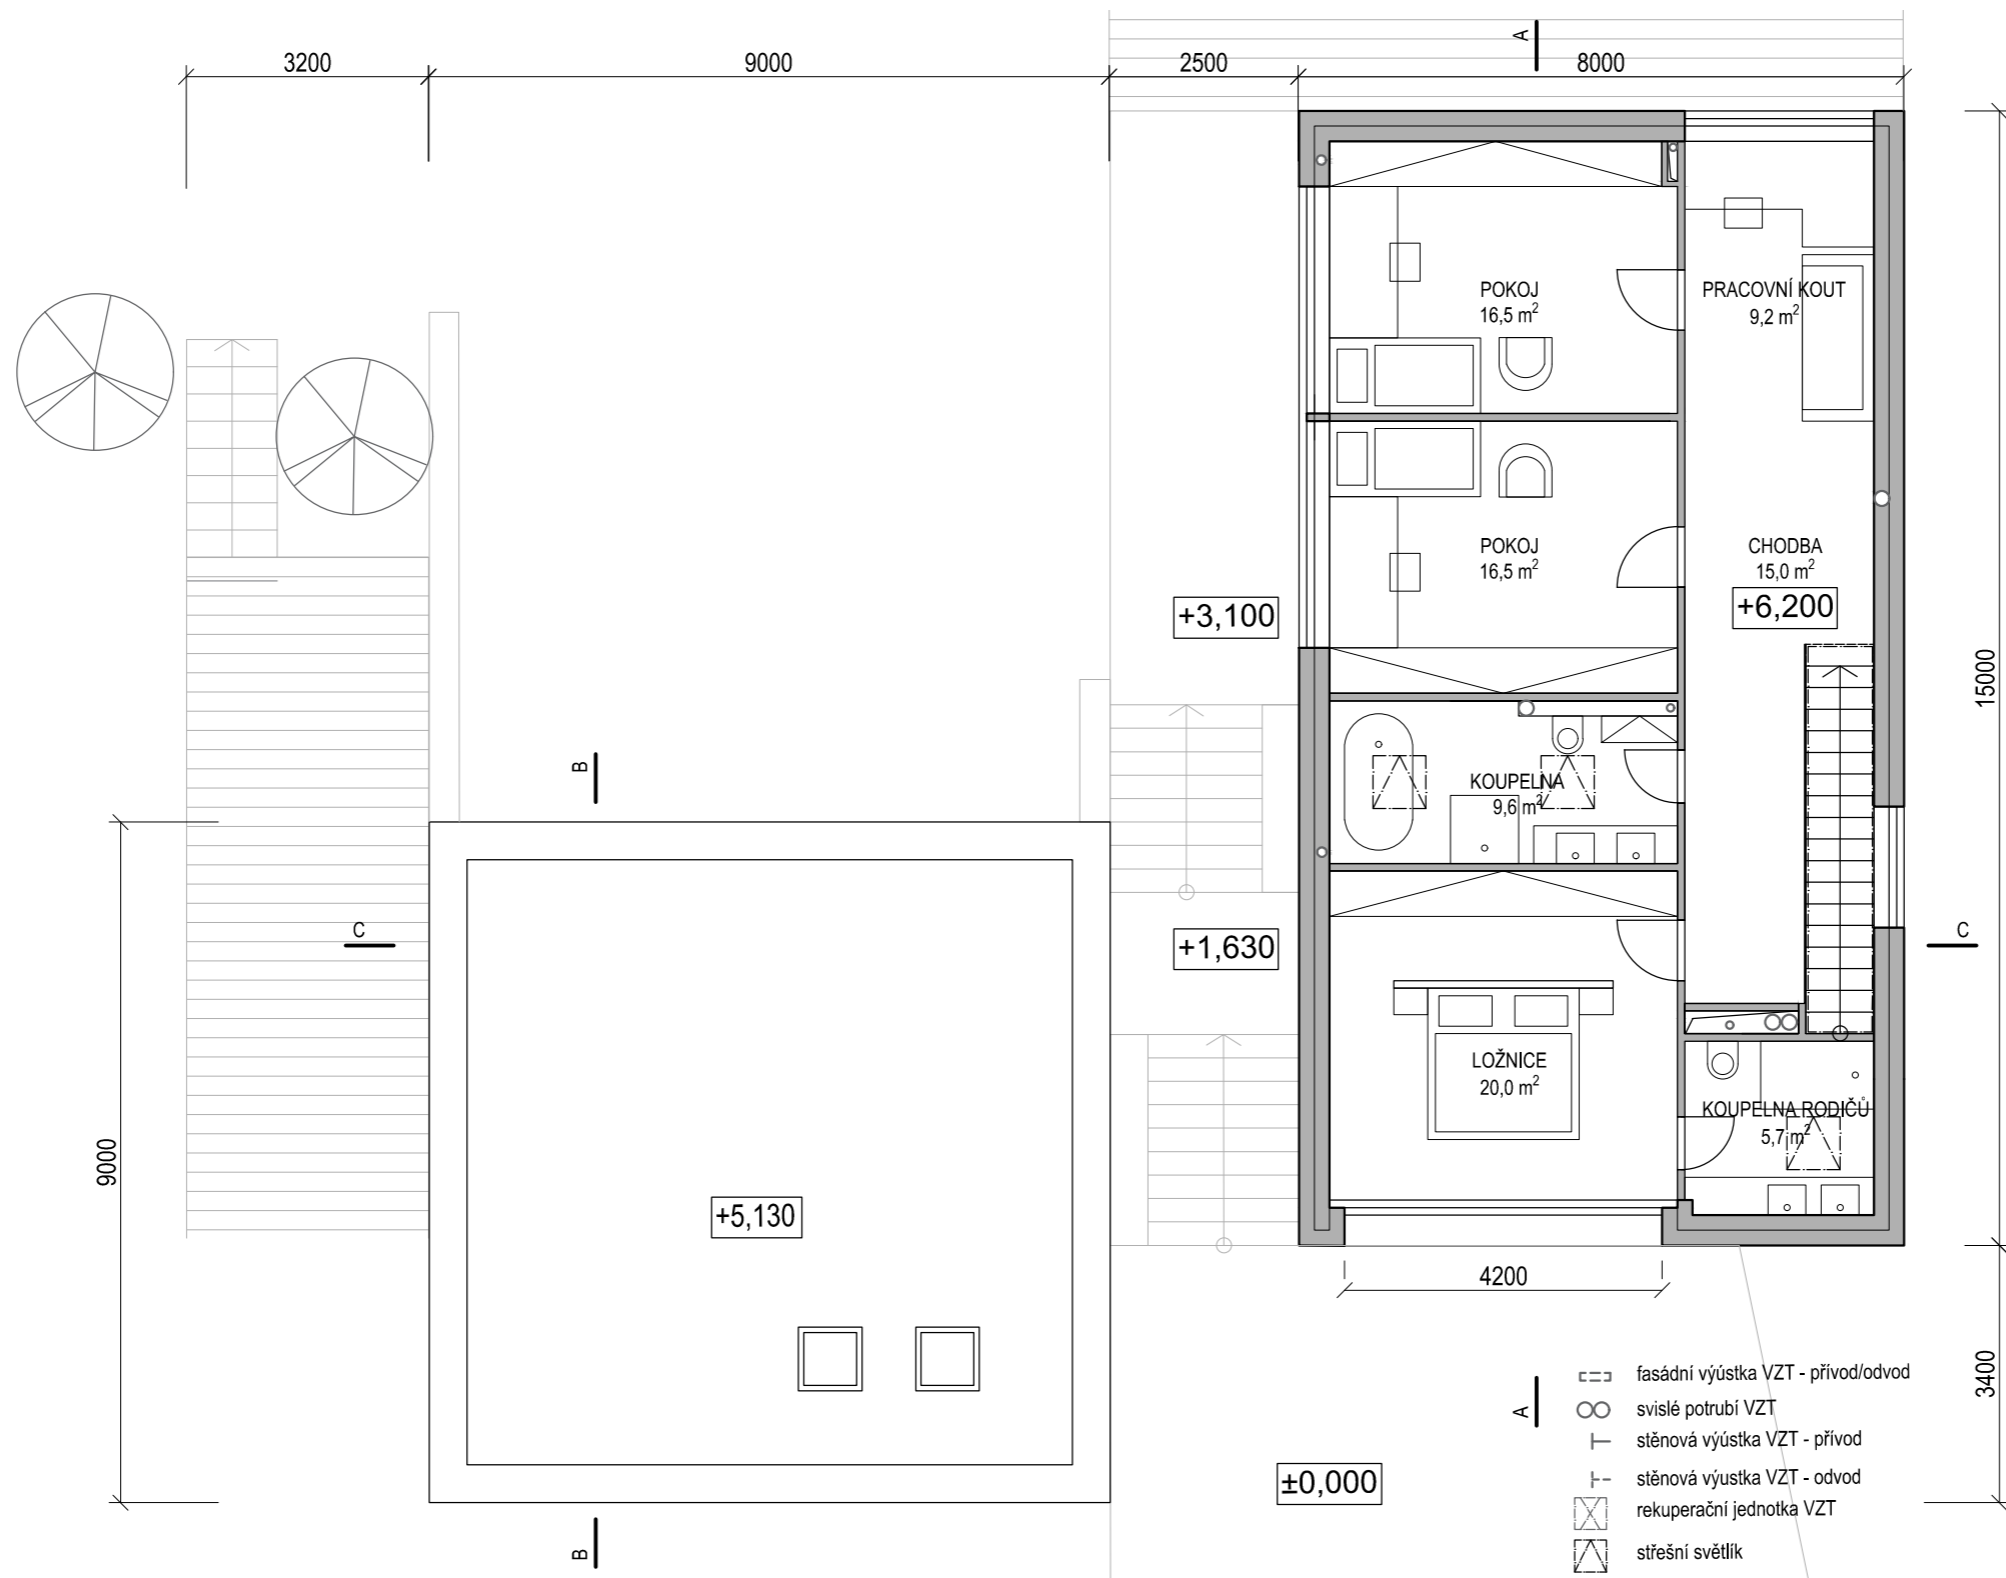 3200
9000
2500
8000
A
POKOJ
16,5 m²
PRACOVNÍ KOUT
9,2 m²
POKOJ
16,5 m²
CHODBA
15,0 m²
+6,200
+3,100
15000
B
KOUPELNA
9,6 m²
C
+1,630
C
LOŽNICE
20,0 m²
KOUPELNA RODIČŮ
5,7 m²
9000
+5,130
4200
3400
A
±0,000
B
fasádní výústka VZT - přívod/odvod
svislé potrubí VZT
stěnová výústka VZT - přívod
stěnová výustka VZT - odvod
rekuperační jednotka VZT
střešní světlík